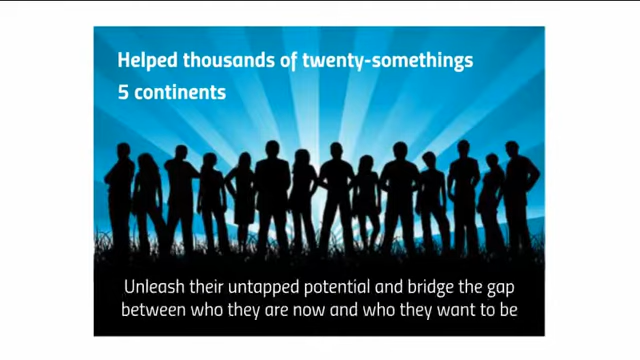 Helped thousands of twenty-somethings
5 continents
Unleash their untapped potential and bridge the gap
between who they are now and who they want to be